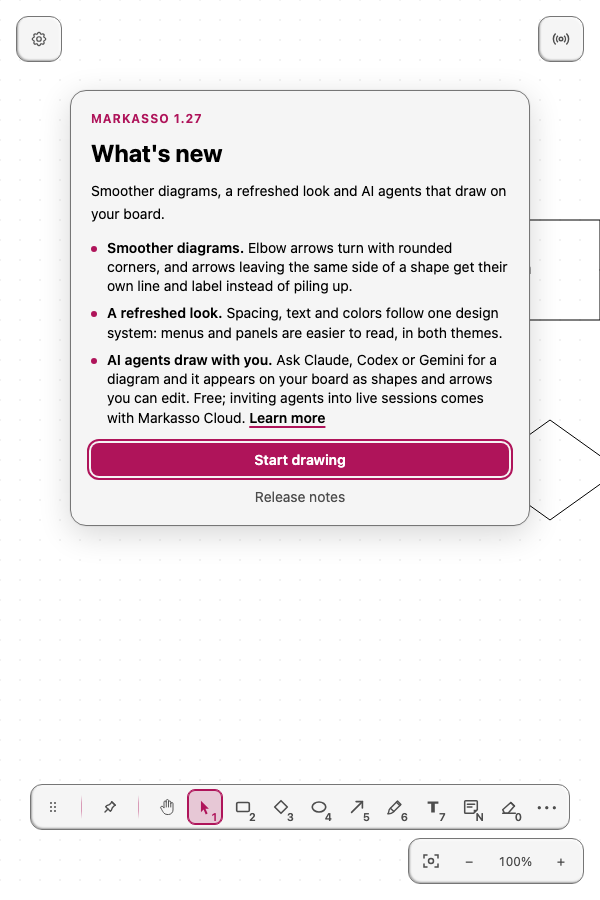 MARKASSO 1.27
What's new
Smoother diagrams, a refreshed look and AI agents that draw on
your board.
Smoother diagrams. Elbow arrows turn with rounded
corners, and arrows leaving the same side of a shape get their
own line and label instead of piling up.
A refreshed look. Spacing, text and colors follow one design
system: menus and panels are easier to read, in both themes.
AI agents draw with you. Ask Claude, Codex or Gemini for a
diagram and it appears on your board as shapes and arrows
you can edit. Free; inviting agents into live sessions comes
with Markasso Cloud. Learn more
Start drawing
Release notes
1 2 3 4 5 6 T 7 N 0
− 100% +